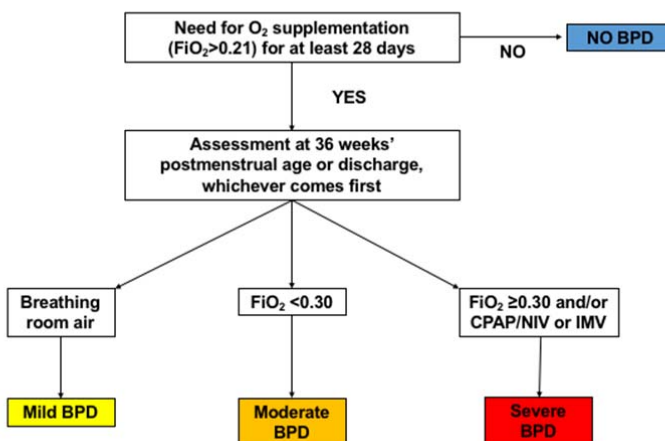 Need for O₂ supplementation
(FiO₂>0.21) for at least 28 days
NO
NO BPD
YES
Assessment at 36 weeks'
postmenstrual age or discharge,
whichever comes first
Breathing
room air
FiO₂ <0.30
FiO₂ ≥0.30 and/or
CPAP/NIV or IMV
Mild BPD
Moderate
BPD
Severe
BPD